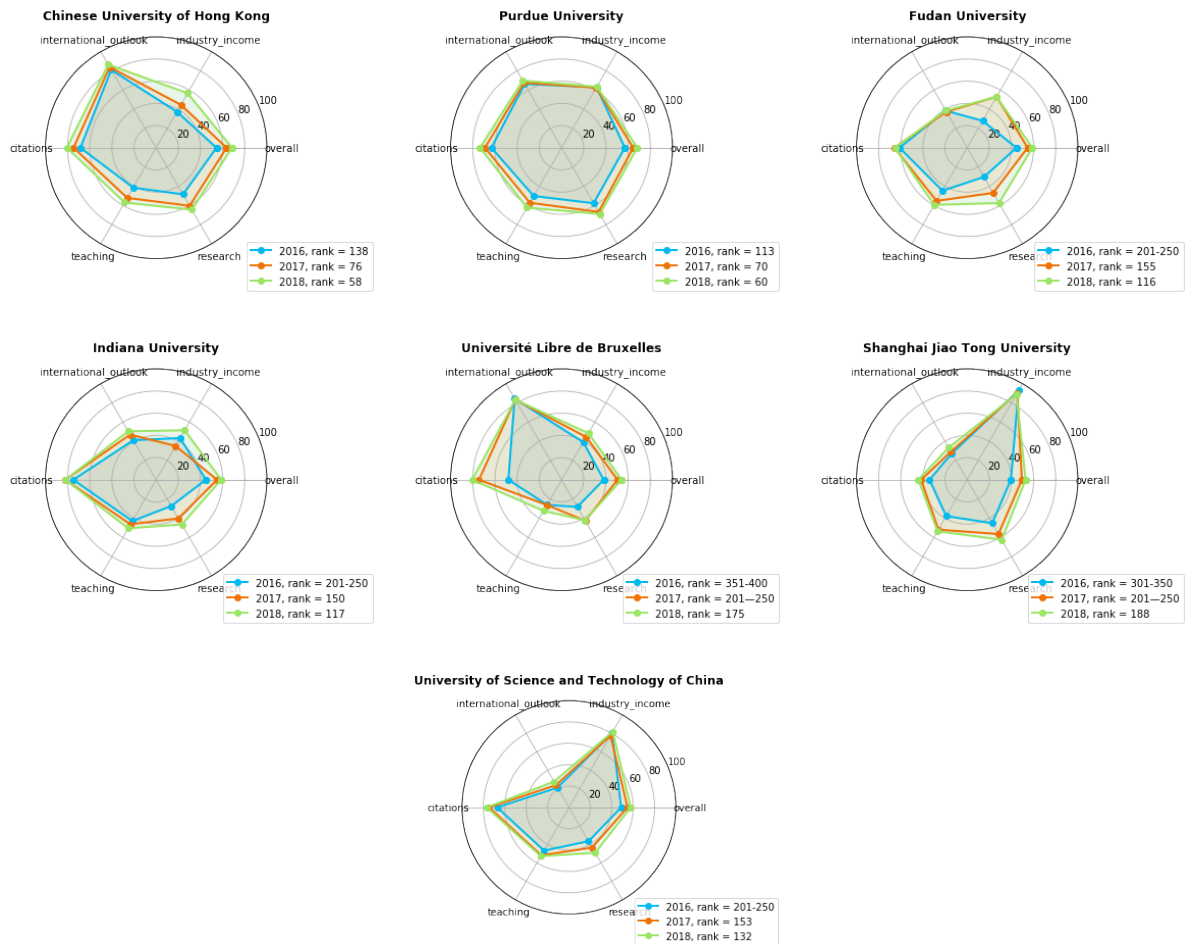 Chinese University of Hong Kong
international_outlook industry_income
100
80
60
40
20
citations overall
teaching research
2016, rank = 138
2017, rank = 76
2018, rank = 58
Purdue University
international_outlook industry_income
100
80
60
40
20
citations overall
teaching research
2016, rank = 113
2017, rank = 70
2018, rank = 60
Fudan University
international_outlook industry_income
100
80
60
40
20
citations overall
teaching research
2016, rank = 201-250
2017, rank = 155
2018, rank = 116
Indiana University
international_outlook industry_income
100
80
60
40
20
citations overall
teaching research
2016, rank = 201-250
2017, rank = 150
2018, rank = 117
Université Libre de Bruxelles
international_outlook industry_income
100
80
60
40
20
citations overall
teaching research
2016, rank = 351-400
2017, rank = 201—250
2018, rank = 175
Shanghai Jiao Tong University
international_outlook industry_income
100
80
60
40
20
citations overall
teaching research
2016, rank = 301-350
2017, rank = 201—250
2018, rank = 188
University of Science and Technology of China
international_outlook industry_income
100
80
60
40
20
citations overall
teaching research
2016, rank = 201-250
2017, rank = 153
2018, rank = 132